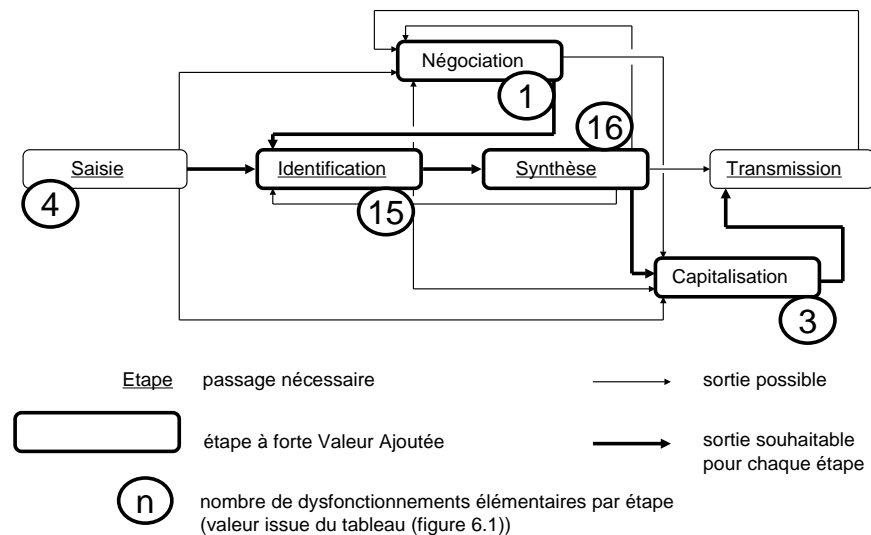 Négociation
1
16
Saisie
Identification
Synthèse
Transmission
4
15
Capitalisation
3
Etape
passage nécessaire
sortie possible
étape à forte Valeur Ajoutée
sortie souhaitable
pour chaque étape
n
nombre de dysfonctionnements élémentaires par étape
(valeur issue du tableau (figure 6.1))